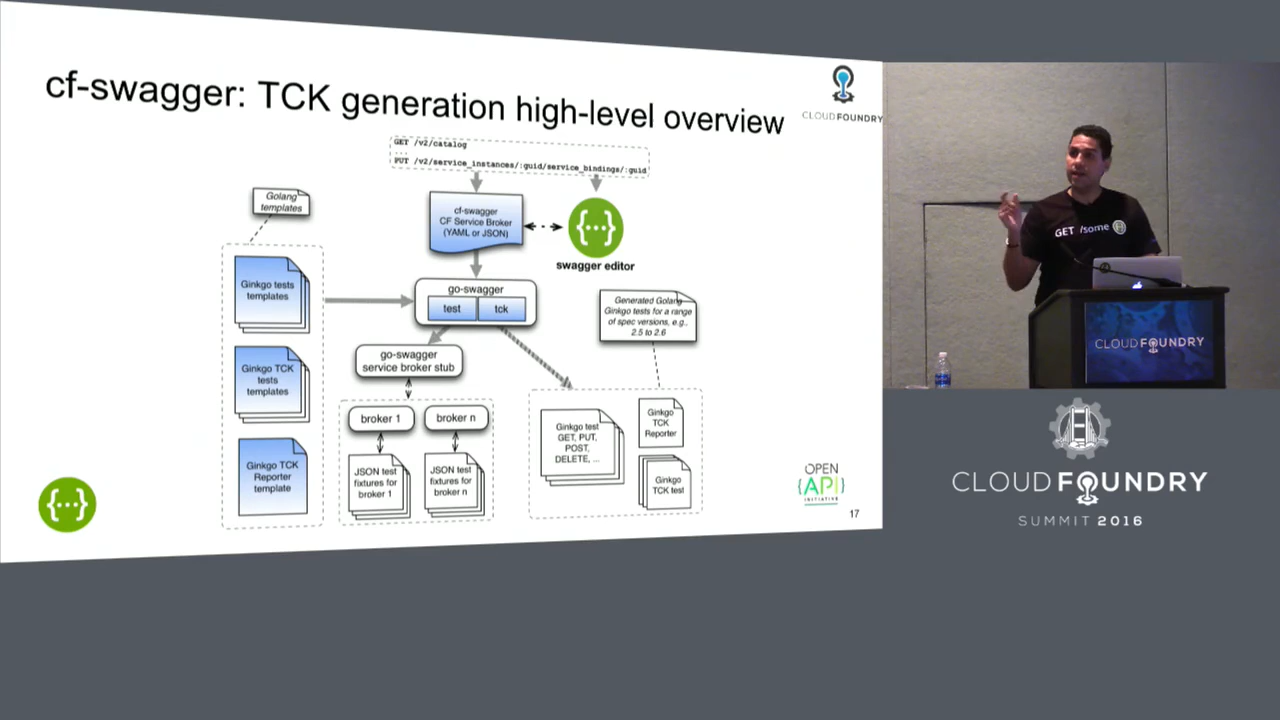 cf-swagger: TCK generation high-level overview
CLOUDFOUNDRY
GET /v2/catalog
...
PUT /v2/service_instances/:guid/service_bindings/:guid
Golang
templates
cf-swagger
CF Service Broker
(YAML or JSON)
{···}
swagger editor
Ginkgo tests
templates
go-swagger
test
tck
Generated Golang
Ginkgo tests for a range
of spec versions, e.g.,
2.5 to 2.6
go-swagger
service broker stub
Ginkgo TCK
tests
templates
broker 1
broker n
Ginkgo test
GET, PUT,
POST,
DELETE, ...
Ginkgo
TCK
Reporter
Ginkgo TCK
Reporter
template
JSON test
fixtures for
broker 1
JSON test
fixtures for
broker n
Ginkgo
TCK test
{···}
OPEN
{API}
INITIATIVE
17
GET /some
CLOUDFOUNDRY
CLOUD FOUNDRY
SUMMIT 2016